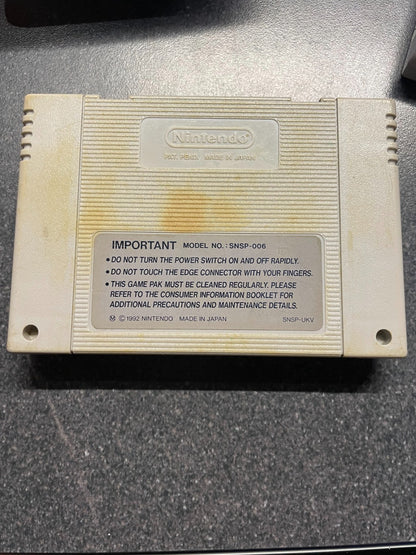 Nintendo®
PAT. PEND. MADE IN JAPAN
IMPORTANT MODEL NO.: SNSP-006
• DO NOT TURN THE POWER SWITCH ON AND OFF RAPIDLY.
• DO NOT TOUCH THE EDGE CONNECTOR WITH YOUR FINGERS.
• THIS GAME PAK MUST BE CLEANED REGULARLY. PLEASE
REFER TO THE CONSUMER INFORMATION BOOKLET FOR
ADDITIONAL PRECAUTIONS AND MAINTENANCE DETAILS.
Ⓜ ©1992 NINTENDO MADE IN JAPAN SNSP-UKV